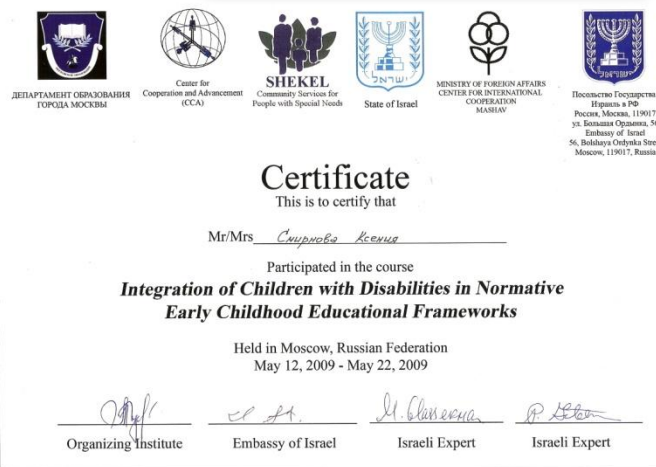 ДЕПАРТАМЕНТ ОБРАЗОВАНИЯ
ГОРОДА МОСКВЫ
Center for
Cooperation and Advancement
(CCA)
SHEKEL
Community Services for
People with Special Needs
ישראל
State of Israel
MINISTRY OF FOREIGN AFFAIRS
CENTER FOR INTERNATIONAL
COOPERATION
MASHAV
Посольство Государства
Израиль в РФ
Россия, Москва, 119017
ул. Большая Ордынка, 56
Embassy of Israel
56, Bolshaya Ordynka Stre
Moscow, 119017, Russia
Certificate
This is to certify that
Mr/Mrs Смирнова Ксения
Participated in the course
Integration of Children with Disabilities in Normative
Early Childhood Educational Frameworks
Held in Moscow, Russian Federation
May 12, 2009 - May 22, 2009
Organizing Institute Embassy of Israel Israeli Expert Israeli Expert